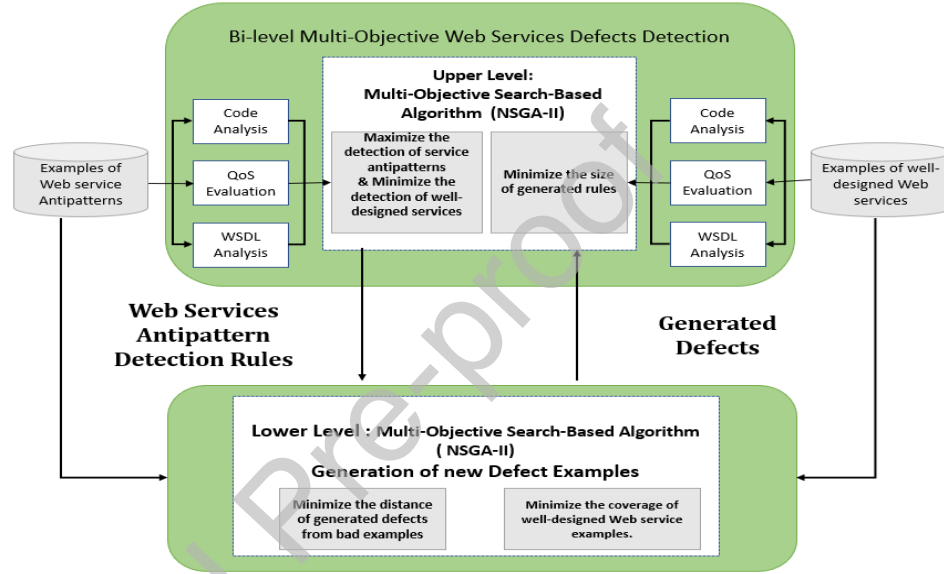 Bi-level Multi-Objective Web Services Defects Detection
Upper Level:
Multi-Objective Search-Based
Algorithm (NSGA-II)
Maximize the
detection of service
antipatterns
& Minimize the
detection of well-
designed services
Minimize the size
of generated rules
Code
Analysis
QoS
Evaluation
WSDL
Analysis
Code
Analysis
QoS
Evaluation
WSDL
Analysis
Examples of
Web service
Antipatterns
Examples of well-
designed Web
services
Web Services
Antipattern
Detection Rules
Generated
Defects
Lower Level : Multi-Objective Search-Based Algorithm
( NSGA-II)
Generation of new Defect Examples
Minimize the distance
of generated defects
from bad examples
Minimize the coverage of
well-designed Web service
examples.
Pre-proof